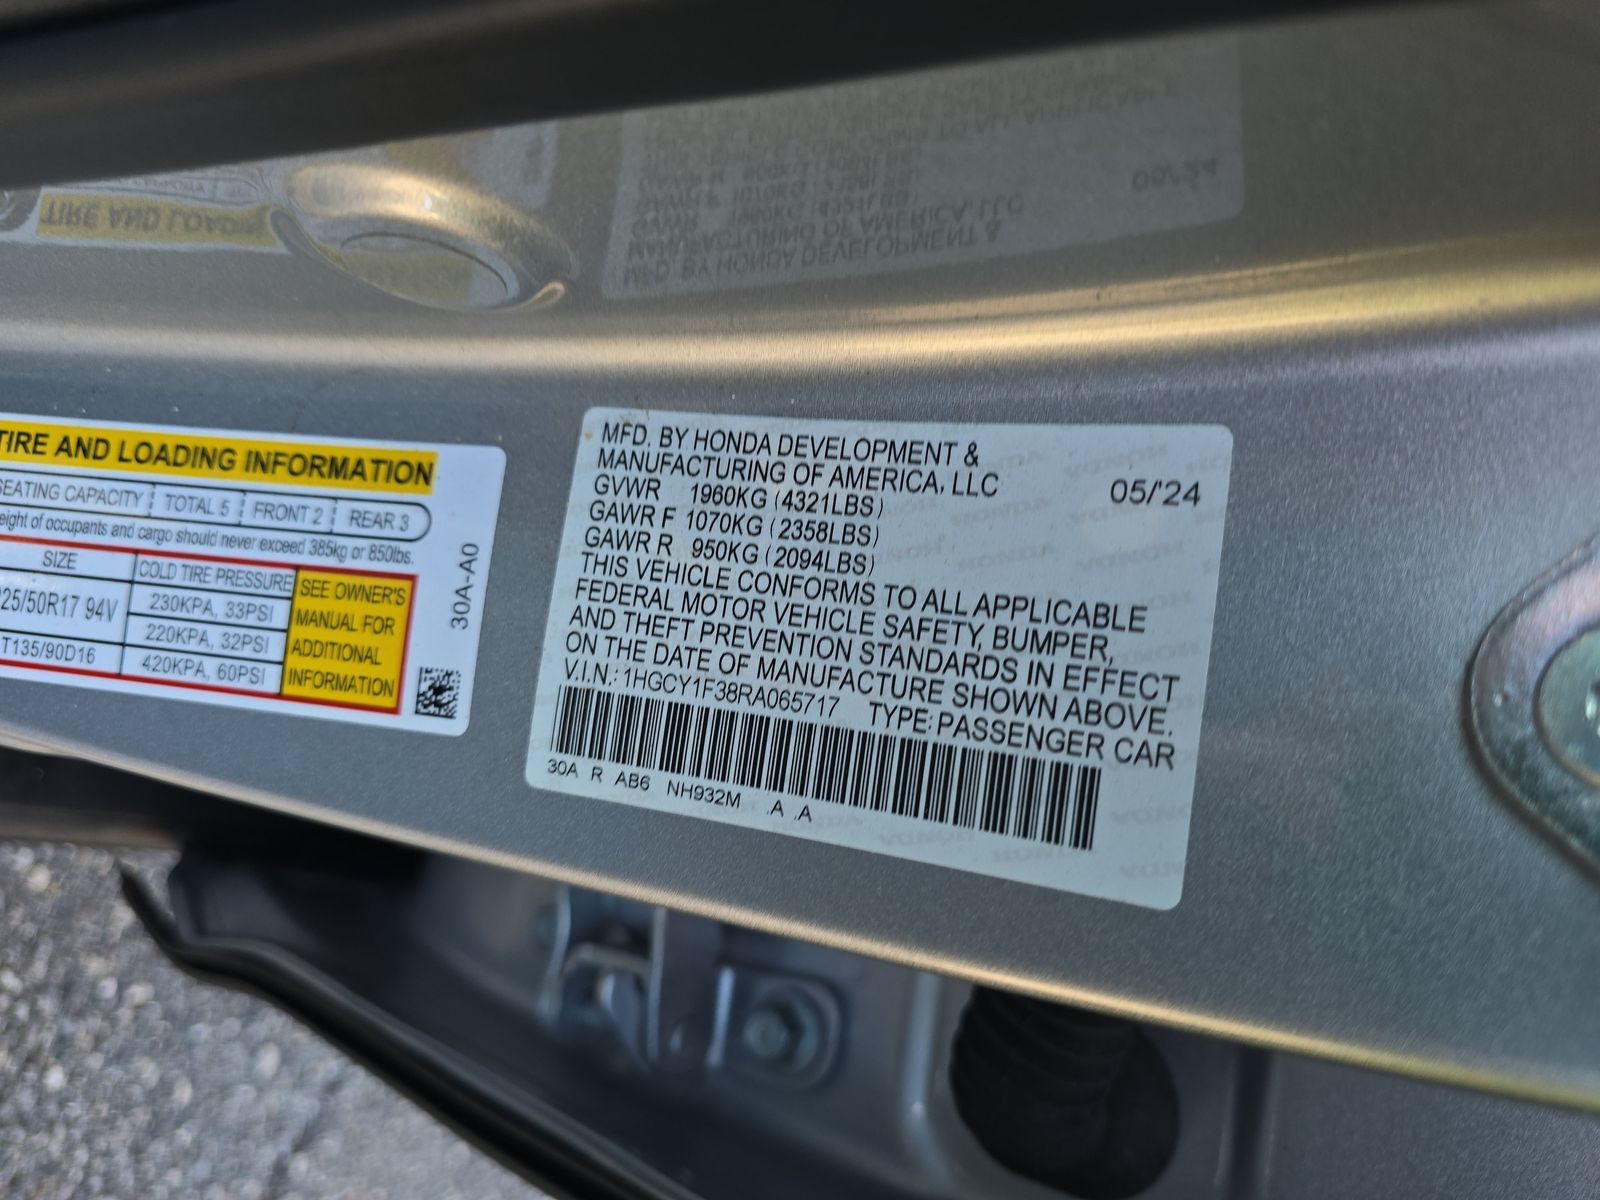 TIRE AND LOADING INFORMATION
SEATING CAPACITY TOTAL 5 FRONT 2 REAR 3
of occupants and cargo should never exceed 385kg or 850lbs.
SIZE COLD TIRE PRESSURE
25/50R17 94V 230KPA, 33PSI
220KPA, 32PSI
T135/90D16 420KPA, 60PSI
SEE OWNER'S
MANUAL FOR
ADDITIONAL
INFORMATION
30A-A0
MFD. BY HONDA DEVELOPMENT &
MANUFACTURING OF AMERICA, LLC 05/'24
GVWR 1960KG (4321LBS)
GAWR F 1070KG (2358LBS)
GAWR R 950KG (2094LBS)
THIS VEHICLE CONFORMS TO ALL APPLICABLE
FEDERAL MOTOR VEHICLE SAFETY, BUMPER,
AND THEFT PREVENTION STANDARDS IN EFFECT
ON THE DATE OF MANUFACTURE SHOWN ABOVE.
V.I.N.: 1HGCY1F38RA065717 TYPE: PASSENGER CAR
30A R AB6 NH932M .A .A